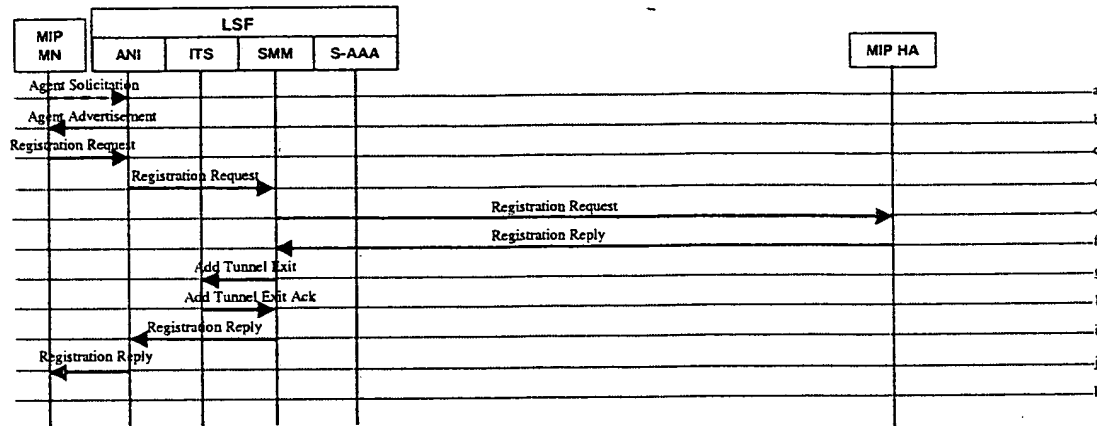 LSF
MIP
MN
ANI
ITS
SMM
S-AAA
MIP HA
Agent Solicitation
a
Agent Advertisement
Registration Request
Registration Request
Registration Request
Registration Reply
Add Tunnel Exit
Add Tunnel Exit Ack
Registration Reply
Registration Reply